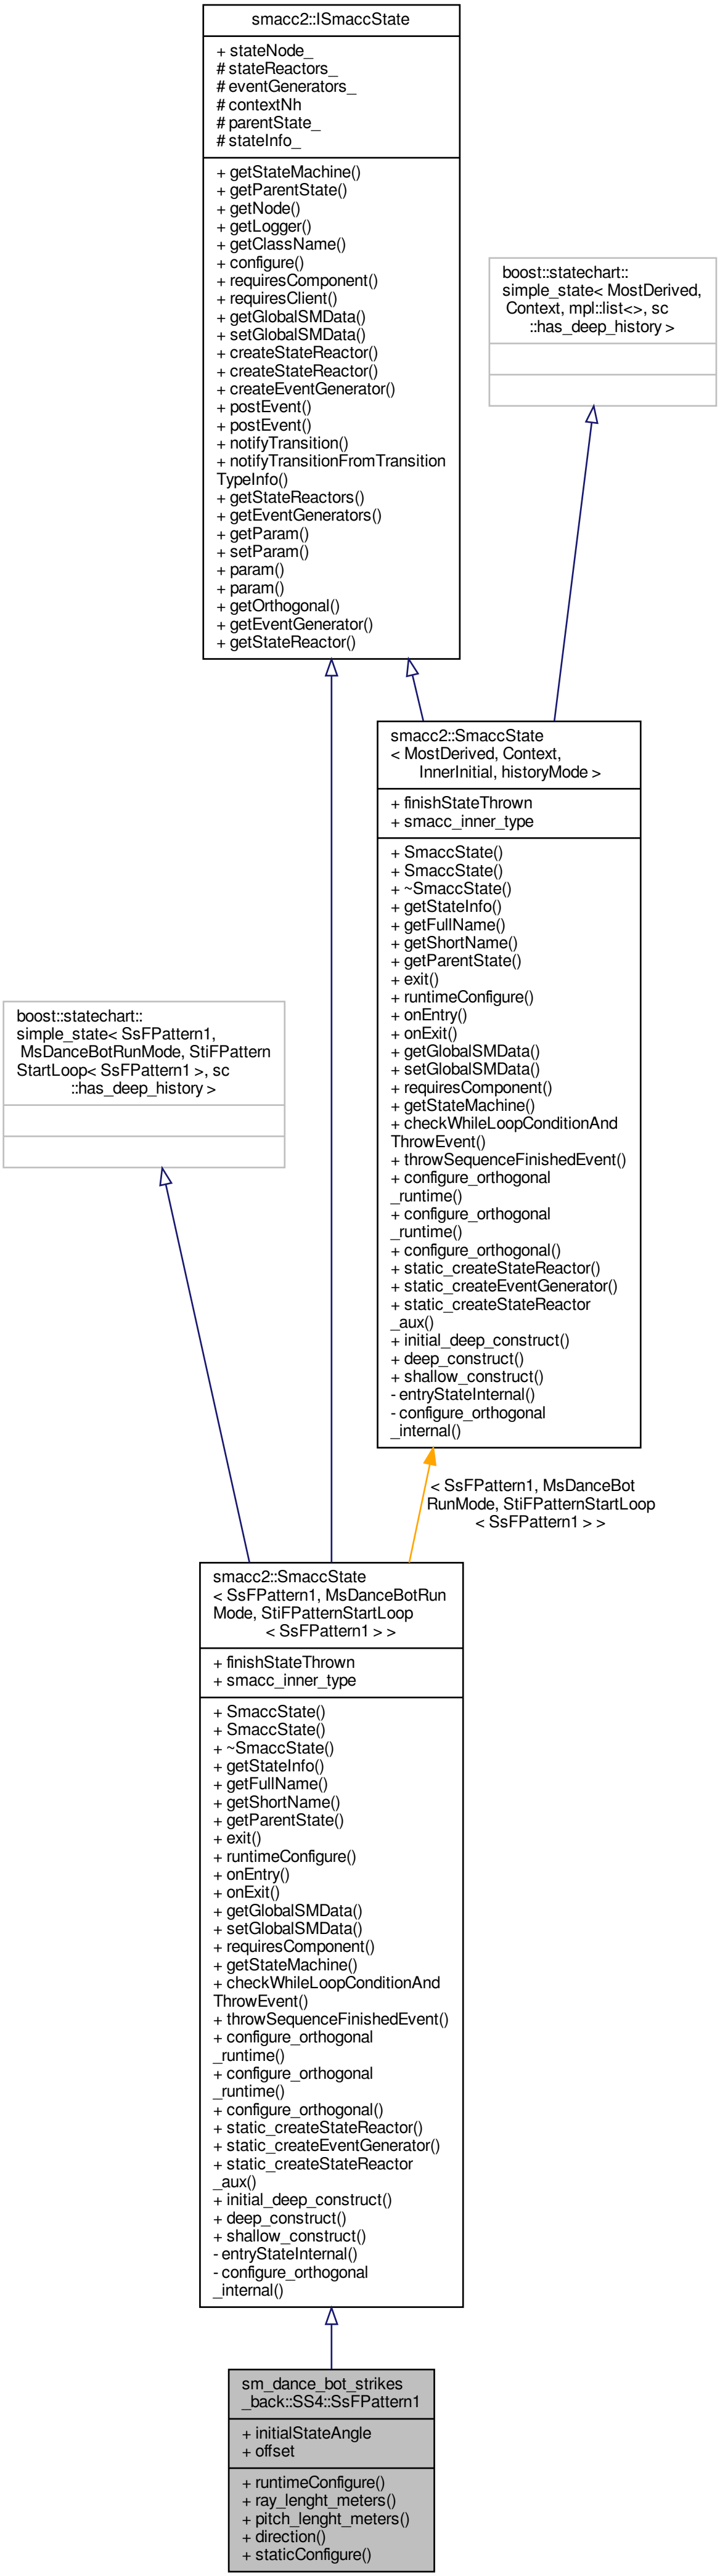 smacc2::ISmaccState
+ stateNode_
# stateReactors_
# eventGenerators_
# contextNh
# parentState_
# stateInfo_
+ getStateMachine()
+ getParentState()
+ getNode()
+ getLogger()
+ getClassName()
+ configure()
+ requiresComponent()
+ requiresClient()
+ getGlobalSMData()
+ setGlobalSMData()
+ createStateReactor()
+ createStateReactor()
+ createEventGenerator()
+ postEvent()
+ postEvent()
+ notifyTransition()
+ notifyTransitionFromTransition
TypeInfo()
+ getStateReactors()
+ getEventGenerators()
+ getParam()
+ setParam()
+ param()
+ param()
+ getOrthogonal()
+ getEventGenerator()
+ getStateReactor()
boost::statechart::
simple_state< MostDerived,
Context, mpl::list<>, sc
::has_deep_history >
smacc2::SmaccState
< MostDerived, Context,
InnerInitial, historyMode >
+ finishStateThrown
+ smacc_inner_type
+ SmaccState()
+ SmaccState()
+ ~SmaccState()
+ getStateInfo()
+ getFullName()
+ getShortName()
+ getParentState()
+ exit()
+ runtimeConfigure()
+ onEntry()
+ onExit()
+ getGlobalSMData()
+ setGlobalSMData()
+ requiresComponent()
+ getStateMachine()
+ checkWhileLoopConditionAnd
ThrowEvent()
+ throwSequenceFinishedEvent()
+ configure_orthogonal
_runtime()
+ configure_orthogonal
_runtime()
+ configure_orthogonal()
+ static_createStateReactor()
+ static_createEventGenerator()
+ static_createStateReactor
_aux()
+ initial_deep_construct()
+ deep_construct()
+ shallow_construct()
- entryStateInternal()
- configure_orthogonal
_internal()
boost::statechart::
simple_state< SsFPattern1,
MsDanceBotRunMode, StiFPattern
StartLoop< SsFPattern1 >, sc
::has_deep_history >
< SsFPattern1, MsDanceBot
RunMode, StiFPatternStartLoop
< SsFPattern1 > >
smacc2::SmaccState
< SsFPattern1, MsDanceBotRun
Mode, StiFPatternStartLoop
< SsFPattern1 > >
+ finishStateThrown
+ smacc_inner_type
+ SmaccState()
+ SmaccState()
+ ~SmaccState()
+ getStateInfo()
+ getFullName()
+ getShortName()
+ getParentState()
+ exit()
+ runtimeConfigure()
+ onEntry()
+ onExit()
+ getGlobalSMData()
+ setGlobalSMData()
+ requiresComponent()
+ getStateMachine()
+ checkWhileLoopConditionAnd
ThrowEvent()
+ throwSequenceFinishedEvent()
+ configure_orthogonal
_runtime()
+ configure_orthogonal
_runtime()
+ configure_orthogonal()
+ static_createStateReactor()
+ static_createEventGenerator()
+ static_createStateReactor
_aux()
+ initial_deep_construct()
+ deep_construct()
+ shallow_construct()
- entryStateInternal()
- configure_orthogonal
_internal()
sm_dance_bot_strikes
_back::SS4::SsFPattern1
+ initialStateAngle
+ offset
+ runtimeConfigure()
+ ray_lenght_meters()
+ pitch_lenght_meters()
+ direction()
+ staticConfigure()